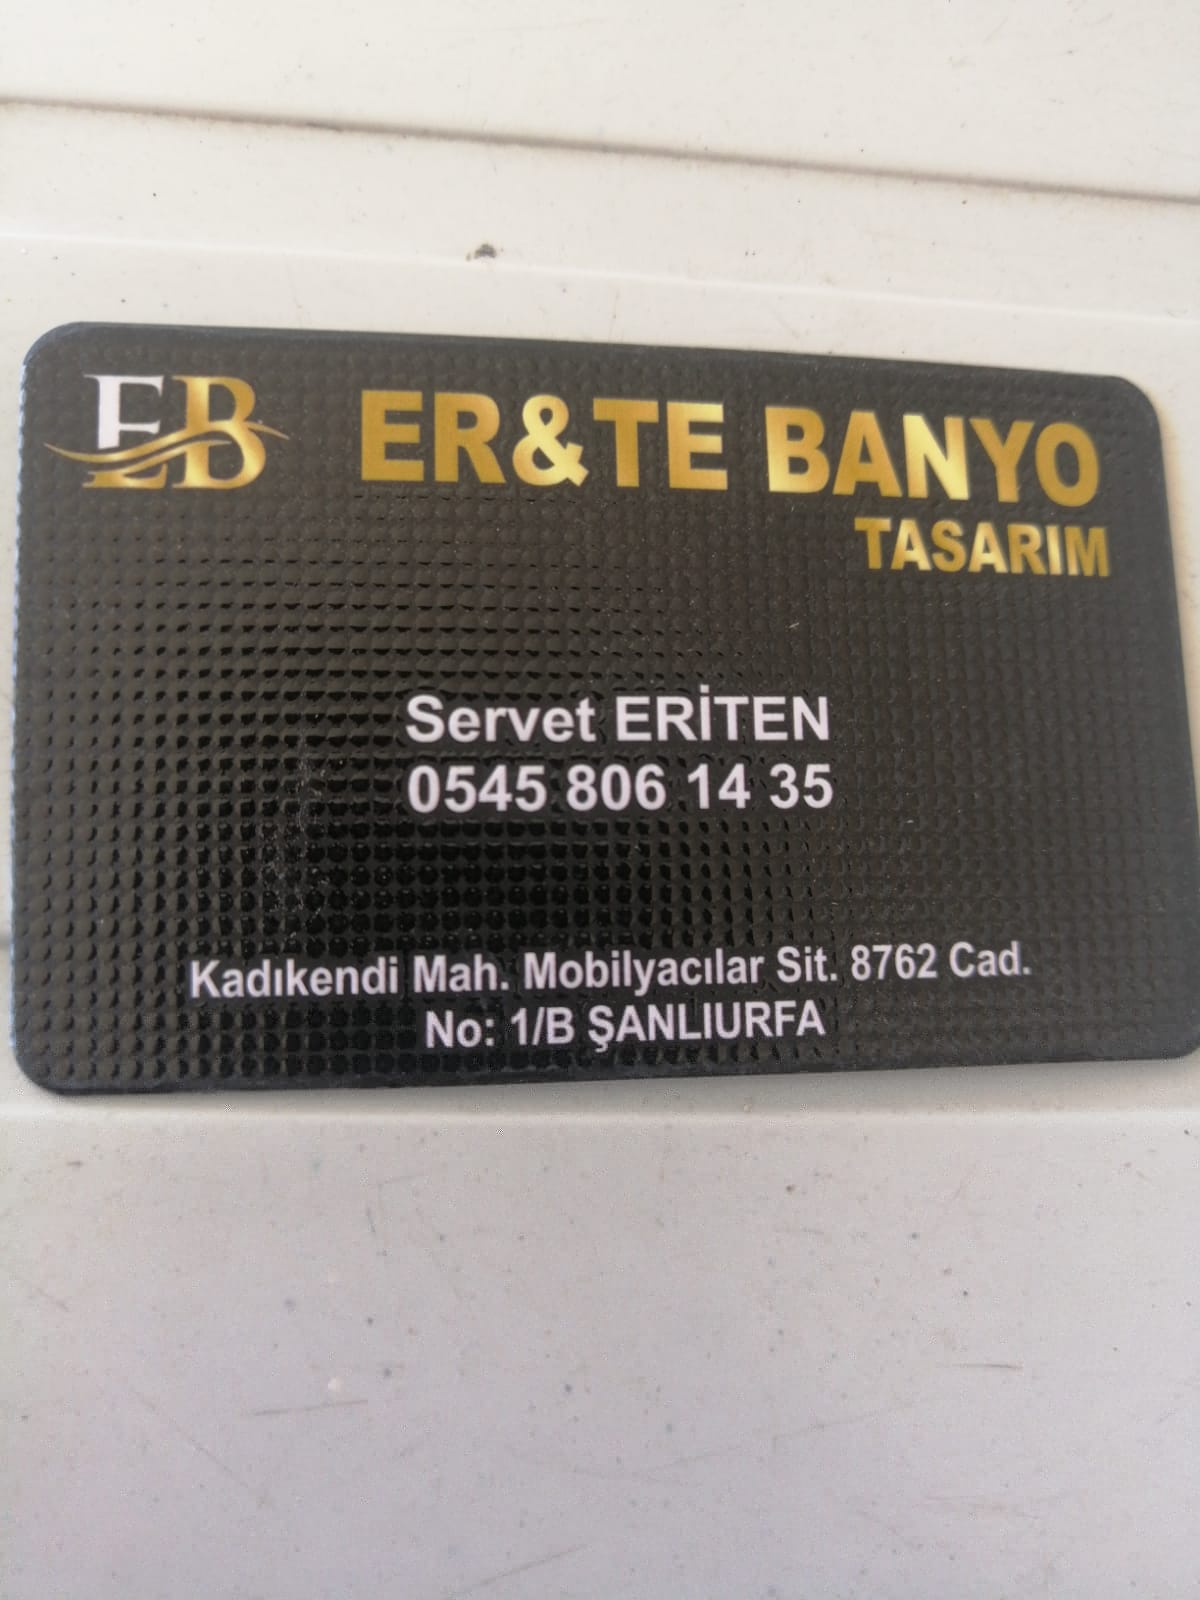 EB
ER&TE BANYO
TASARIM
Servet ERİTEN
0545 806 14 35
Kadıkendi Mah. Mobilyacılar Sit. 8762 Cad.
No: 1/B ŞANLIURFA